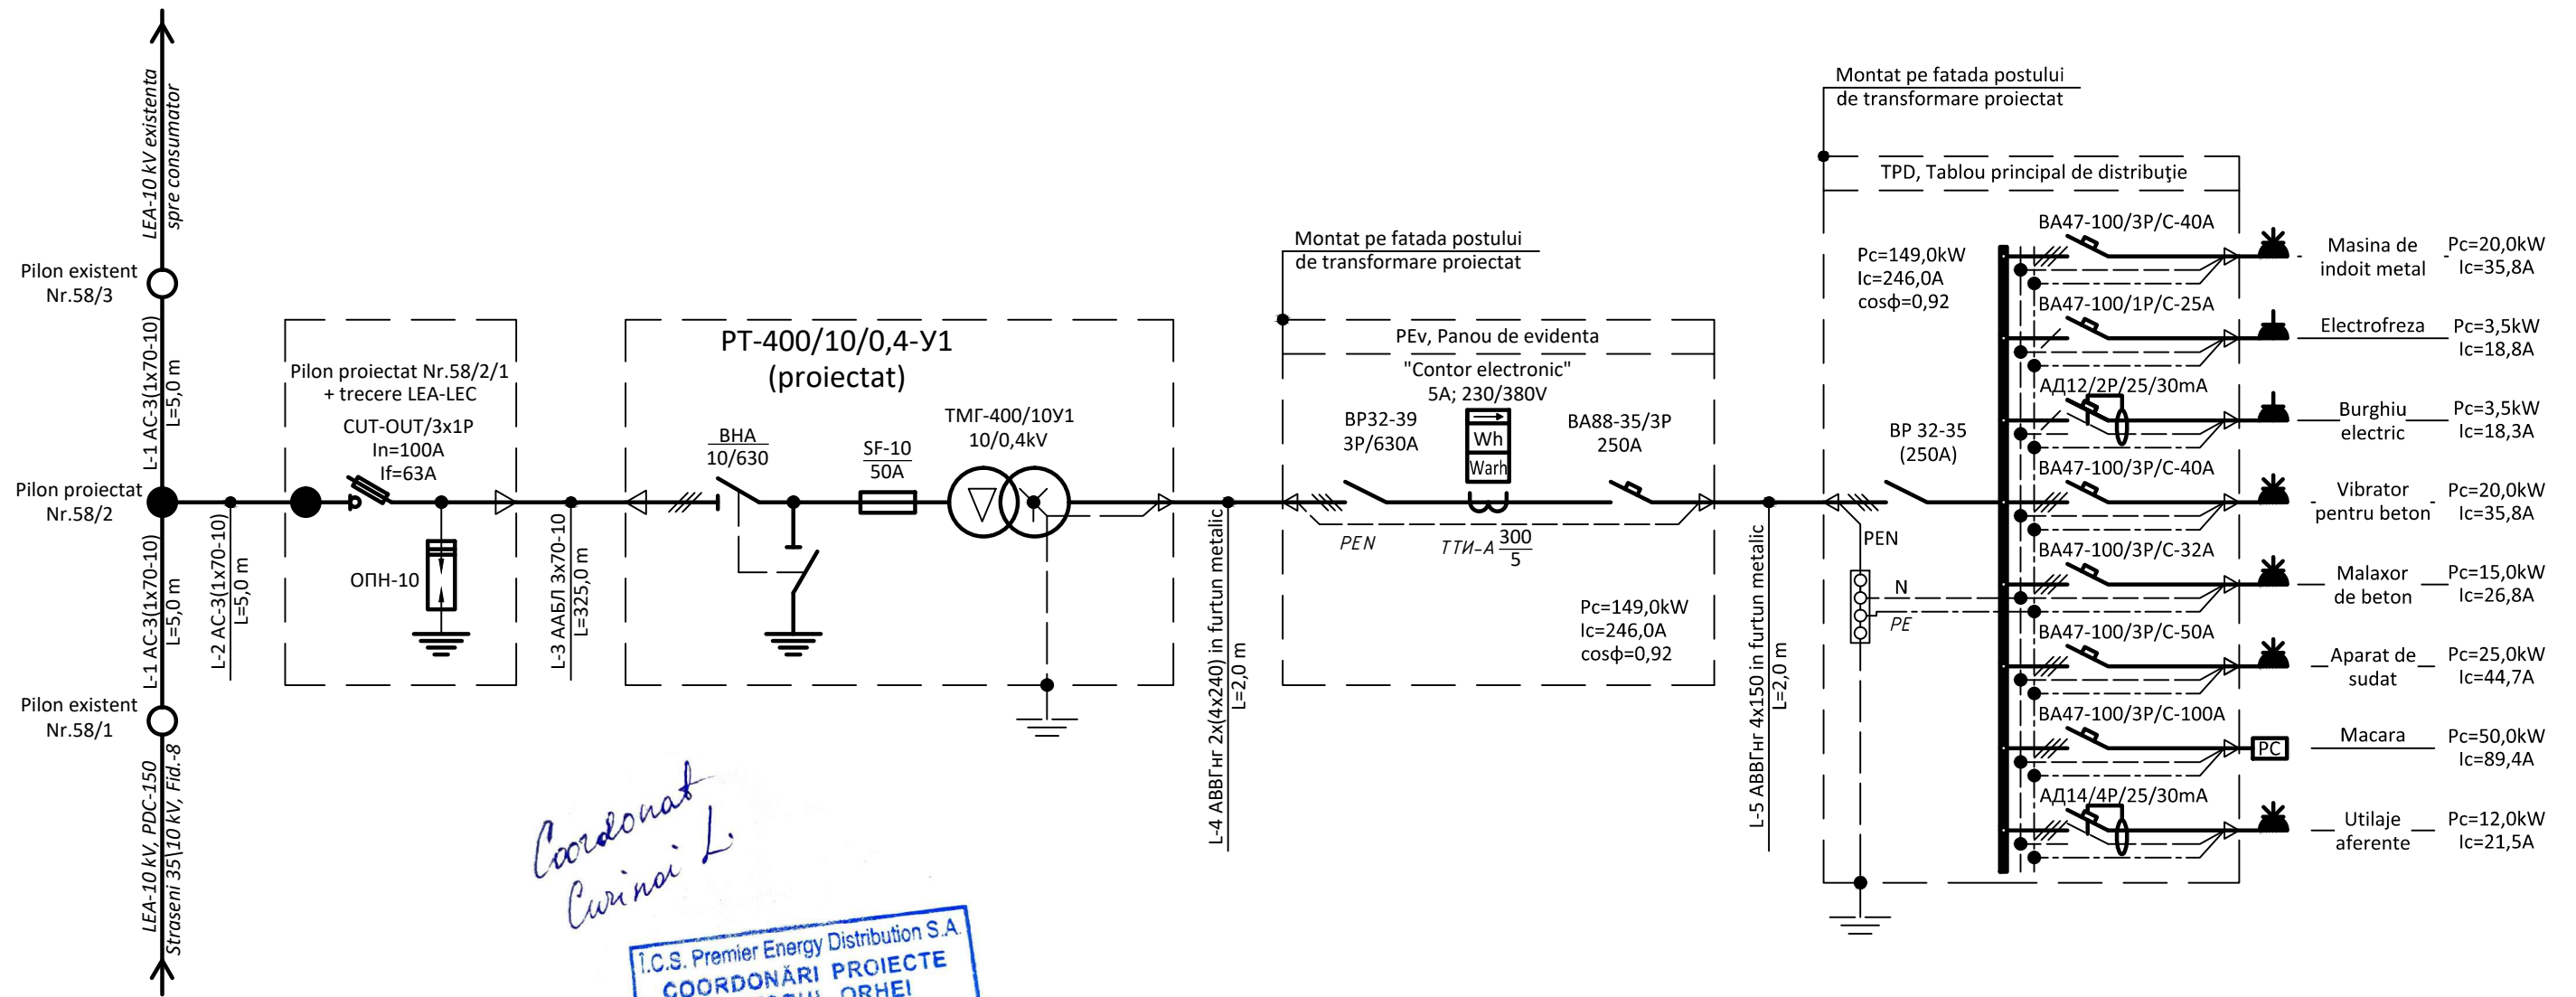 LEA-10 kV existenta
spre consumator
Pilon existent
Nr.58/3
L-1 AC-3(1x70-10)
L=5,0 m
Pilon proiectat
Nr.58/2
L-1 AC-3(1x70-10)
L=5,0 m
Pilon existent
Nr.58/1
LEA-10 kV, PDC-150
Straseni 35\10 kV, Fid.-8
L-2 AC-3(1x70-10)
L=5,0 m
Pilon proiectat Nr.58/2/1
+ trecere LEA-LEC
CUT-OUT/3x1P
In=100A
If=63A
ОПН-10
L-3 ААБЛ 3x70-10
L=325,0 m
PT-400/10/0,4-У1
(proiectat)
ВНА
10/630
SF-10
50A
ТМГ-400/10У1
10/0,4kV
L-4 АВВГнг 2x(4x240) in furtun metalic
L=2,0 m
Montat pe fatada postului
de transformare proiectat
PEv, Panou de evidenta
"Contor electronic"
5A; 230/380V
ВР32-39
3P/630A
Wh
Warh
ВА88-35/3P
250A
PEN
ТТИ-А 300
5
Pc=149,0kW
Ic=246,0A
cosф=0,92
L-5 АВВГнг 4x150 in furtun metalic
L=2,0 m
Montat pe fatada postului
de transformare proiectat
TPD, Tablou principal de distribuţie
Pc=149,0kW
Ic=246,0A
cosф=0,92
ВР 32-35
(250A)
PEN
N
PE
ВА47-100/3P/C-40A
Masina de
indoit metal
Pc=20,0kW
Ic=35,8A
ВА47-100/1P/C-25A
Electrofreza
Pc=3,5kW
Ic=18,8A
АД12/2P/25/30mA
Burghiu
electric
Pc=3,5kW
Ic=18,3A
ВА47-100/3P/C-40A
Vibrator
pentru beton
Pc=20,0kW
Ic=35,8A
ВА47-100/3P/C-32A
Malaxor
de beton
Pc=15,0kW
Ic=26,8A
ВА47-100/3P/C-50A
Aparat de
sudat
Pc=25,0kW
Ic=44,7A
ВА47-100/3P/C-100A
PC
Macara
Pc=50,0kW
Ic=89,4A
АД14/4P/25/30mA
Utilaje
aferente
Pc=12,0kW
Ic=21,5A
Coordonat
L.
Î.C.S. Premier Energy Distribution S.A.
COORDONĂRI PROIECTE
ORHEI